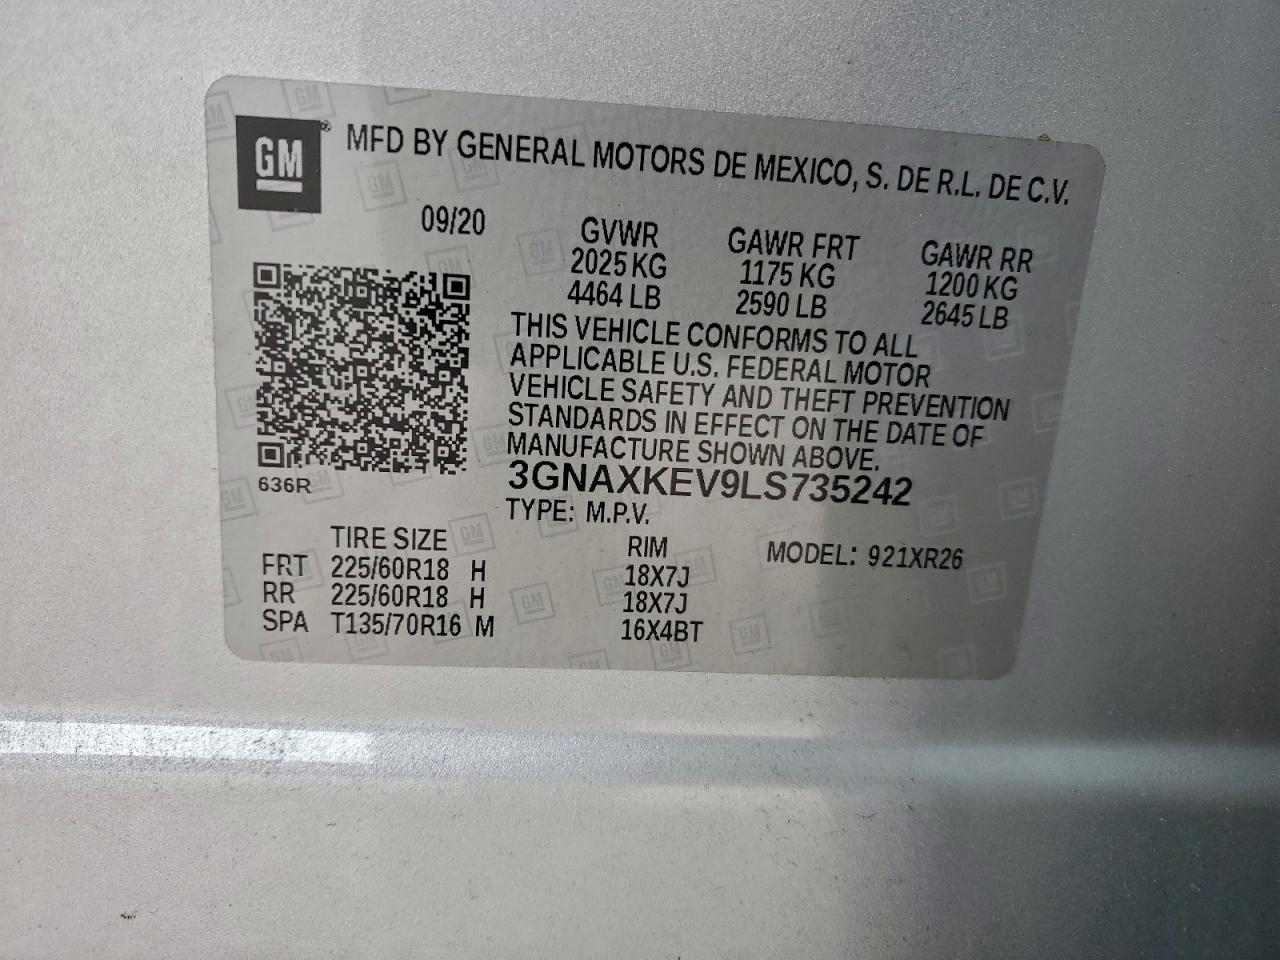 GM® MFD BY GENERAL MOTORS DE MEXICO, S. DE R.L. DE C.V.
09/20 GVWR GAWR FRT GAWR RR
2025 KG 1175 KG 1200 KG
4464 LB 2590 LB 2645 LB
THIS VEHICLE CONFORMS TO ALL
APPLICABLE U.S. FEDERAL MOTOR
VEHICLE SAFETY AND THEFT PREVENTION
STANDARDS IN EFFECT ON THE DATE OF
MANUFACTURE SHOWN ABOVE.
636R 3GNAXKEV9LS735242
TYPE: M.P.V.
TIRE SIZE RIM MODEL: 921XR26
FRT 225/60R18 H 18X7J
RR 225/60R18 H 18X7J
SPA T135/70R16 M 16X4BT